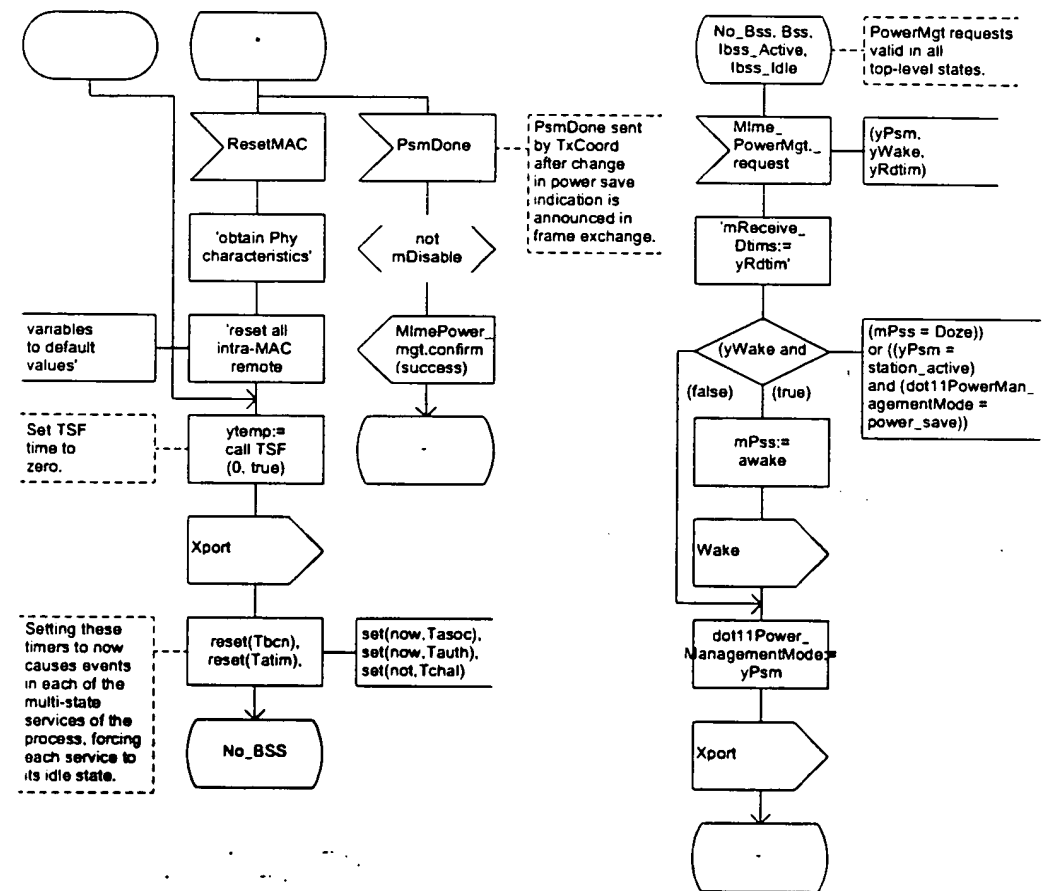 *
ResetMAC
PsmDone
PsmDone sent
by TxCoord
after change
in power save
indication is
announced in
frame exchange.
'obtain Phy
characteristics'
not
mDisable
variables
to default
values'
'reset all
intra-MAC
remote
MlmePower_
mgt.confirm
(success)
-
Set TSF
time to
zero.
ytemp:=
call TSF
(0, true)
Xport
Setting these
timers to now
causes events
in each of the
multi-state
services of the
process, forcing
each service to
its idle state.
reset(Tbcn),
reset(Tatim),
set(now,Tasoc),
set(now,Tauth),
set(not,Tchal)
No_BSS
No_Bss, Bss,
Ibss_Active,
Ibss_Idle
PowerMgt requests
valid in all
top-level states.
Mlme_
PowerMgt._
request
(yPsm,
yWake,
yRdtim)
'mReceive_
Dtims:=
yRdtim'
(yWake and
(mPss = Doze))
or ((yPsm =
station_active)
and (dot11PowerMan_
agementMode =
power_save))
(false)
(true)
mPss:=
awake
Wake
dot11Power_
ManagementMode:=
yPsm
Xport
-